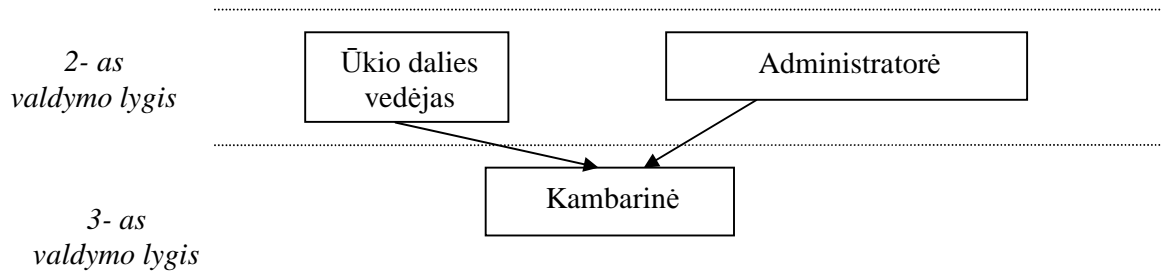 2- as
valdymo lygis
Ūkio dalies
vedėjas
Administratorė
Kambarinė
3- as
valdymo lygis